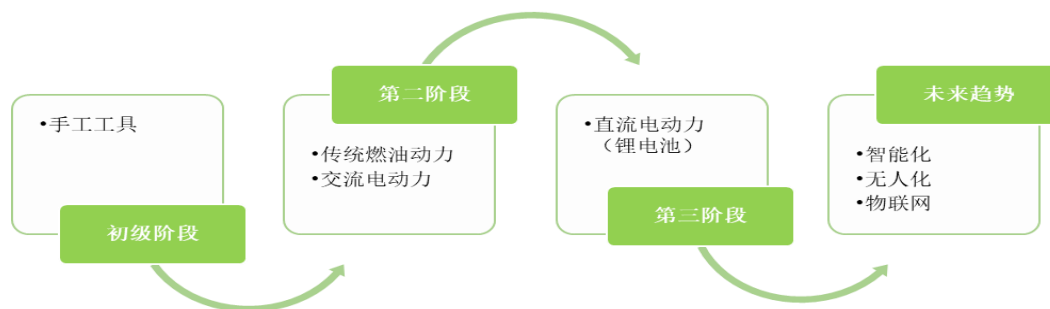 •手工工具
初级阶段
第二阶段
•传统燃油动力
•交流电动力
•直流电动力
（锂电池）
第三阶段
未来趋势
•智能化
•无人化
•物联网